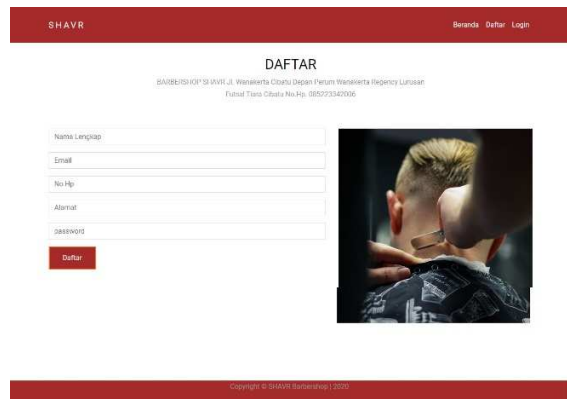 SHAVR
Beranda Daftar Login
DAFTAR
BARBERSHOP SHAVR Jl. Wanakerta Cibatu Depan Perum Wanakerta Regency Lurusan
Futsal Tiara Cibatu No.Hp. 085223342006
Nama Lengkap
Email
No Hp
Alamat
password
Daftar
Copyright © SHAVR Barbershop | 2020